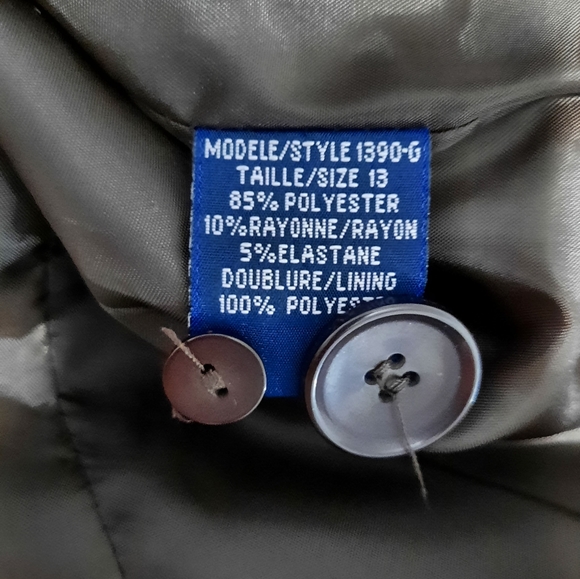 MODELE/STYLE 1390-G
TAILLE/SIZE 13
85% POLYESTER
10%RAYONNE/RAYON
5%ELASTANE
DOUBLURE/LINING
100% POLYESTER